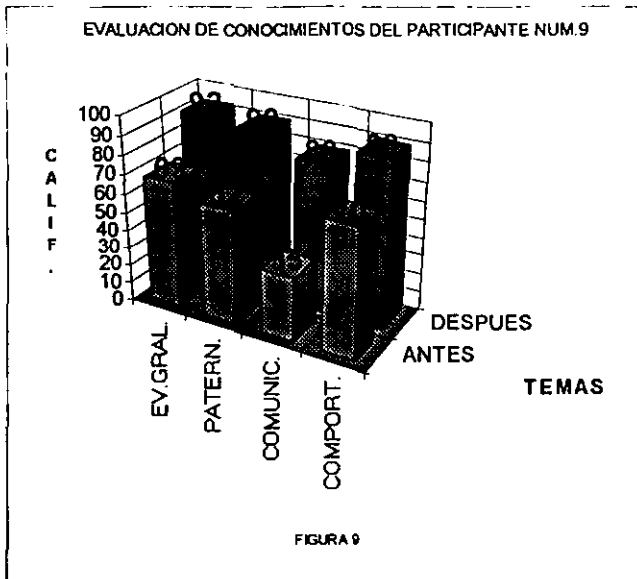 EVALUACION DE CONOCIMIENTOS DEL PARTICIPANTE NUM.9
CALIF.
100
90
80
70
60
50
40
30
20
10
0
EV.GRAL.
PATERN.
COMUNIC.
COMPORT.
DESPUES
ANTES
TEMAS
FIGURA 9